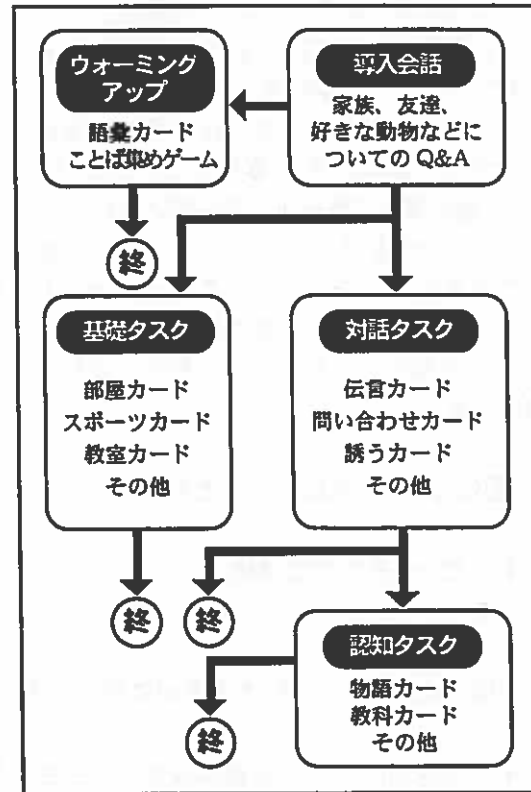 ウォーミング
アップ
語彙カード
ことば集めゲーム
終
導入会話
家族、友達、
好きな動物などに
ついての Q&A
基礎タスク
部屋カード
スポーツカード
教室カード
その他
終
対話タスク
伝言カード
問い合わせカード
誘うカード
その他
終
認知タスク
物語カード
教科カード
その他
終